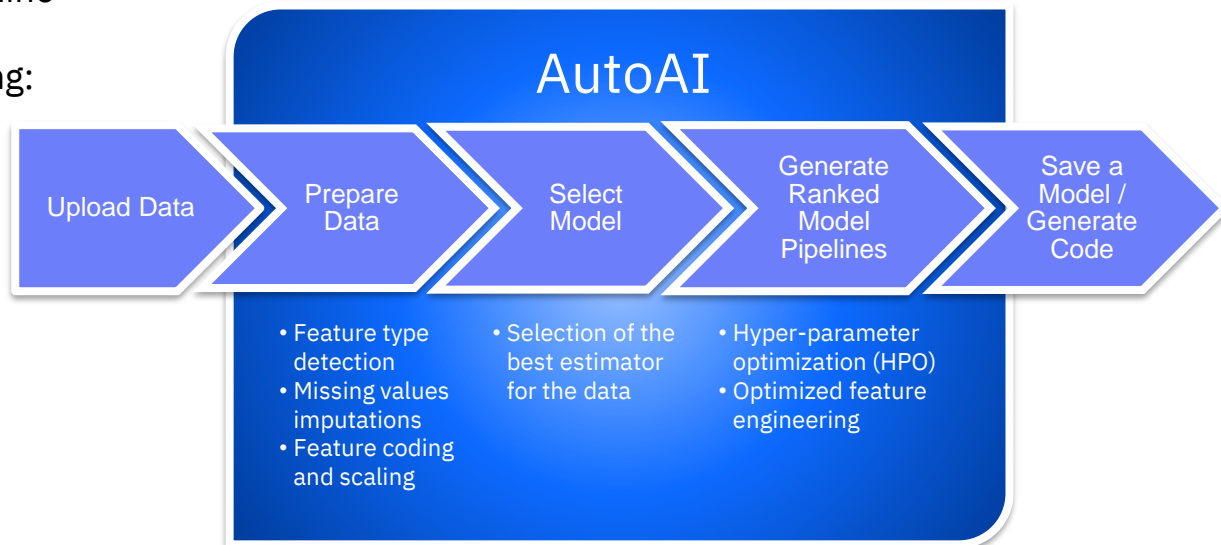 AutoAI
ng:
Upload Data
Prepare
Data
Select
Model
Generate
Ranked
Model
Pipelines
Save a
Model /
Generate
Code
• Feature type
detection
• Missing values
imputations
• Feature coding
and scaling
• Selection of the
best estimator
for the data
• Hyper-parameter
optimization (HPO)
• Optimized feature
engineering